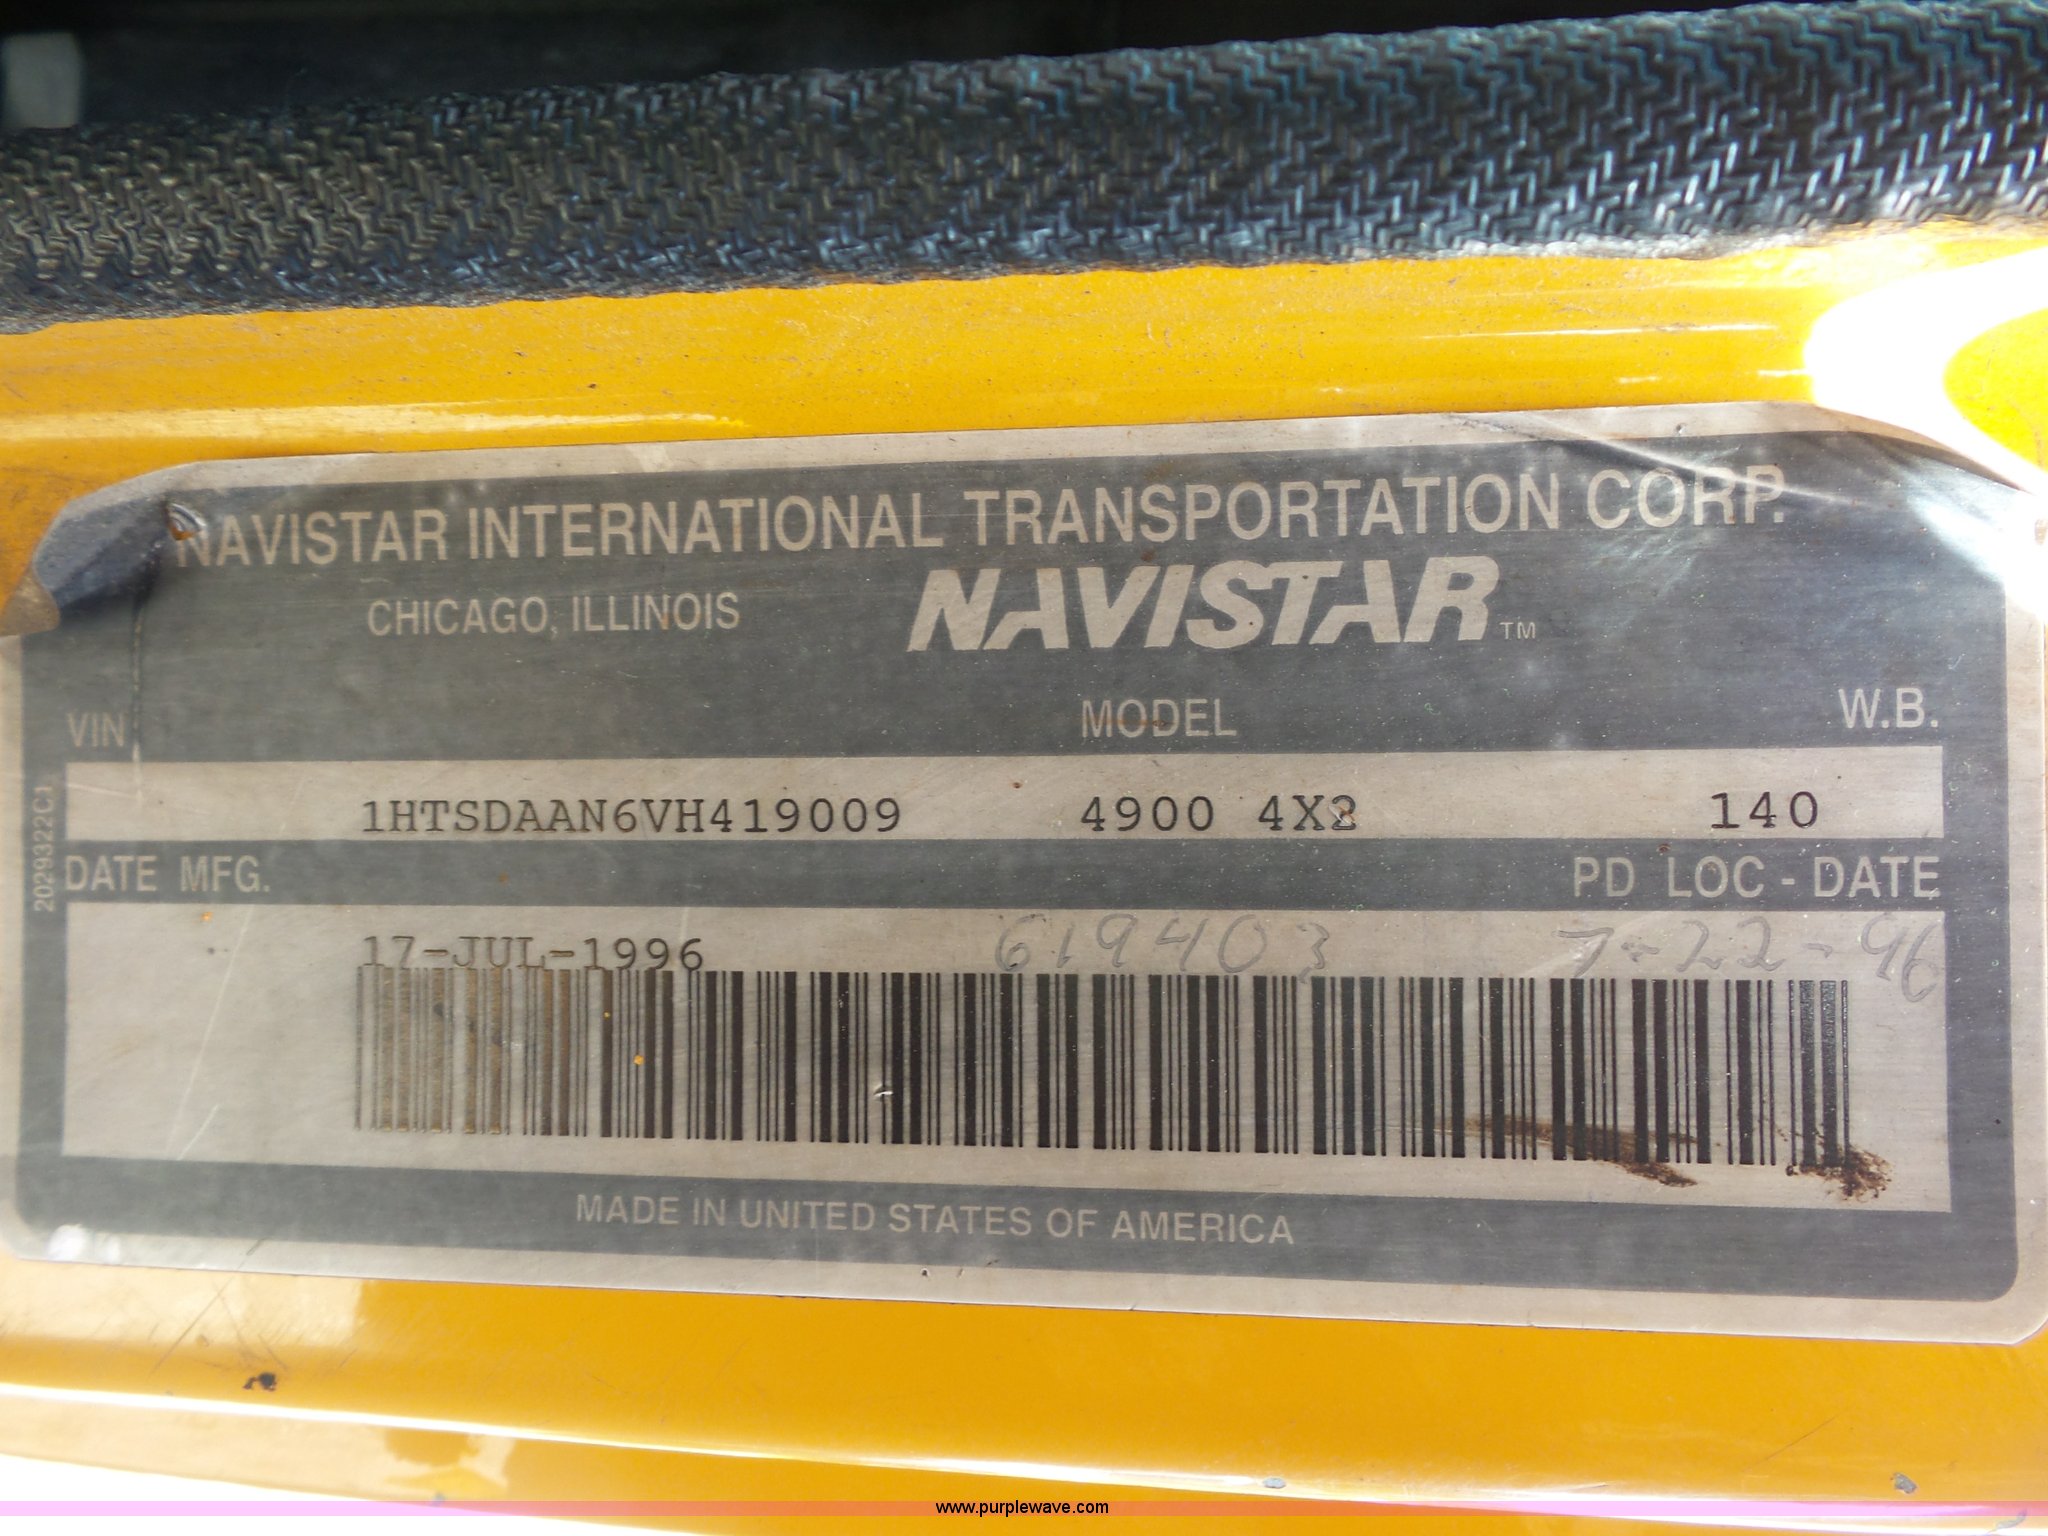 NAVISTAR INTERNATIONAL TRANSPORTATION CORP.
CHICAGO, ILLINOIS NAVISTAR TM
VIN MODEL W.B.
1HTSDAAN6VH419009 4900 4X2 140
2029322C1
DATE MFG. PD LOC - DATE
17-JUL-1996 619403 7-22-96
MADE IN UNITED STATES OF AMERICA
www.purplewave.com